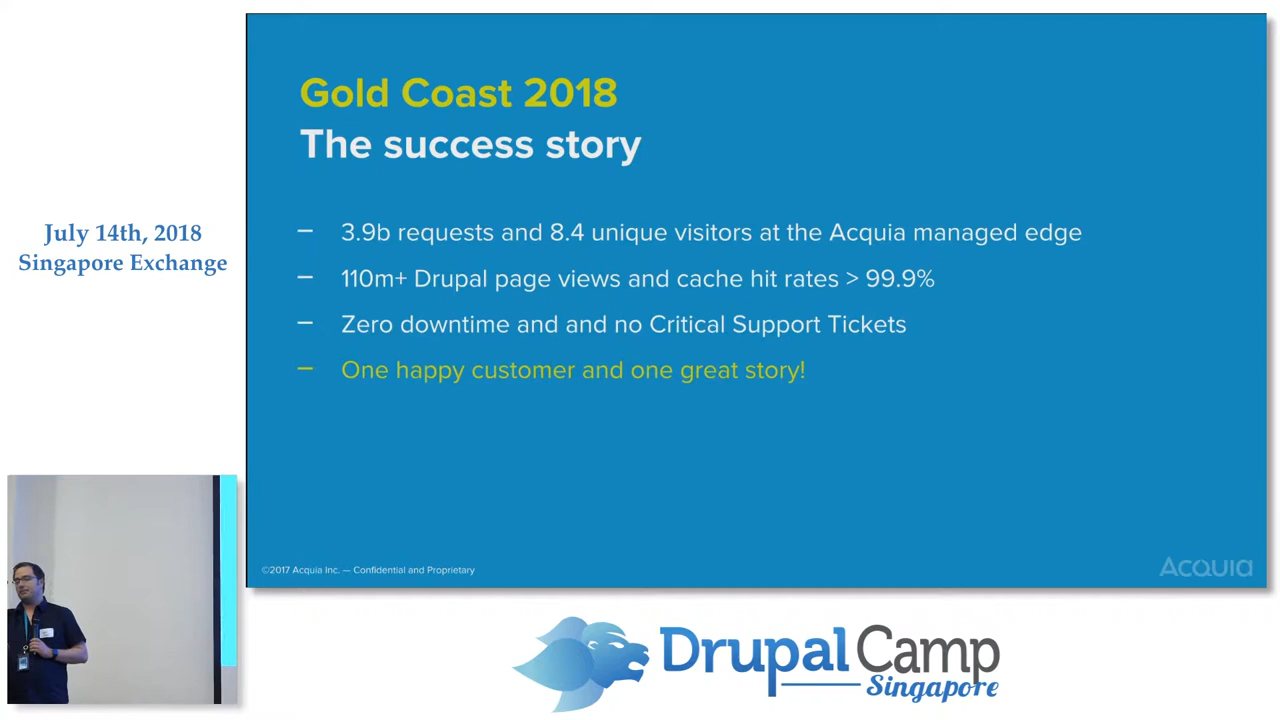 July 14th, 2018
Singapore Exchange
Gold Coast 2018
The success story
– 3.9b requests and 8.4 unique visitors at the Acquia managed edge
– 110m+ Drupal page views and cache hit rates > 99.9%
– Zero downtime and and no Critical Support Tickets
– One happy customer and one great story!
©2017 Acquia Inc. — Confidential and Proprietary
Acquia
Drupal Camp
Singapore